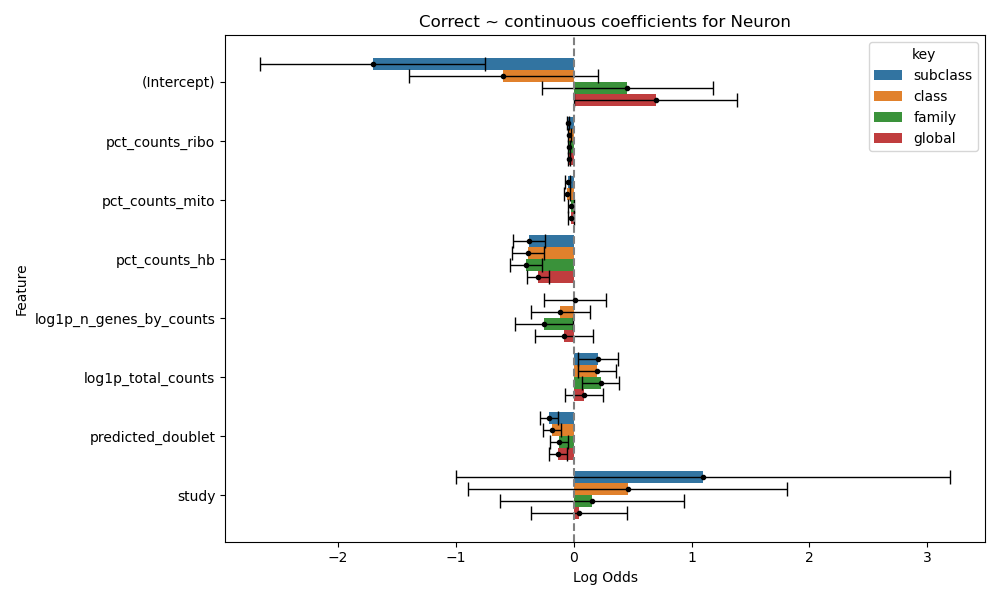 Correct ~ continuous coefficients for Neuron
key
subclass
class
family
global
Feature
(Intercept)
pct_counts_ribo
pct_counts_mito
pct_counts_hb
log1p_n_genes_by_counts
log1p_total_counts
predicted_doublet
study
−2
−1
0
1
2
3
Log Odds